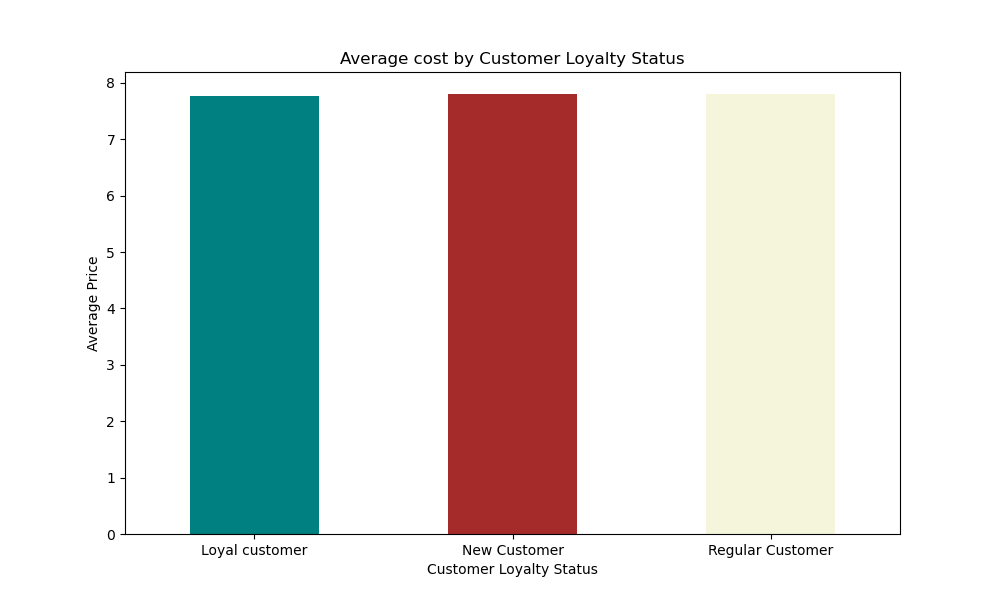 Average cost by Customer Loyalty Status
8
7
6
5
4
3
2
1
0
Average Price
Loyal customer
New Customer
Regular Customer
Customer Loyalty Status